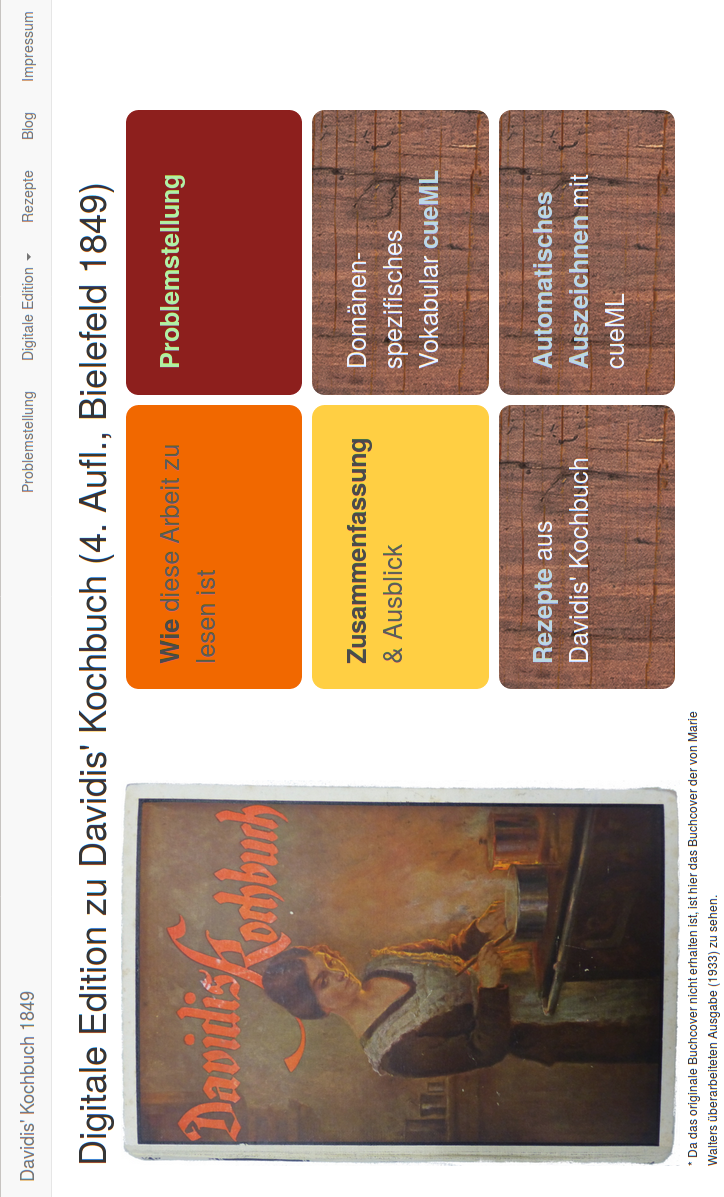 Davidis' Kochbuch 1849
Problemstellung
Digitale Edition
Rezepte
Blog
Impressum
Digitale Edition zu Davidis' Kochbuch (4. Aufl., Bielefeld 1849)
Davidis
Kochbuch
Wie diese Arbeit zu
lesen ist
Problemstellung
Zusammenfassung
& Ausblick
Domänen-
spezifisches
Vokabular cueML
Rezepte aus
Davidis' Kochbuch
Automatisches
Auszeichnen mit
cueML
* Da das originale Buchcover nicht erhalten ist, ist hier das Buchcover der von Marie
Walters überarbeiteten Ausgabe (1933) zu sehen.